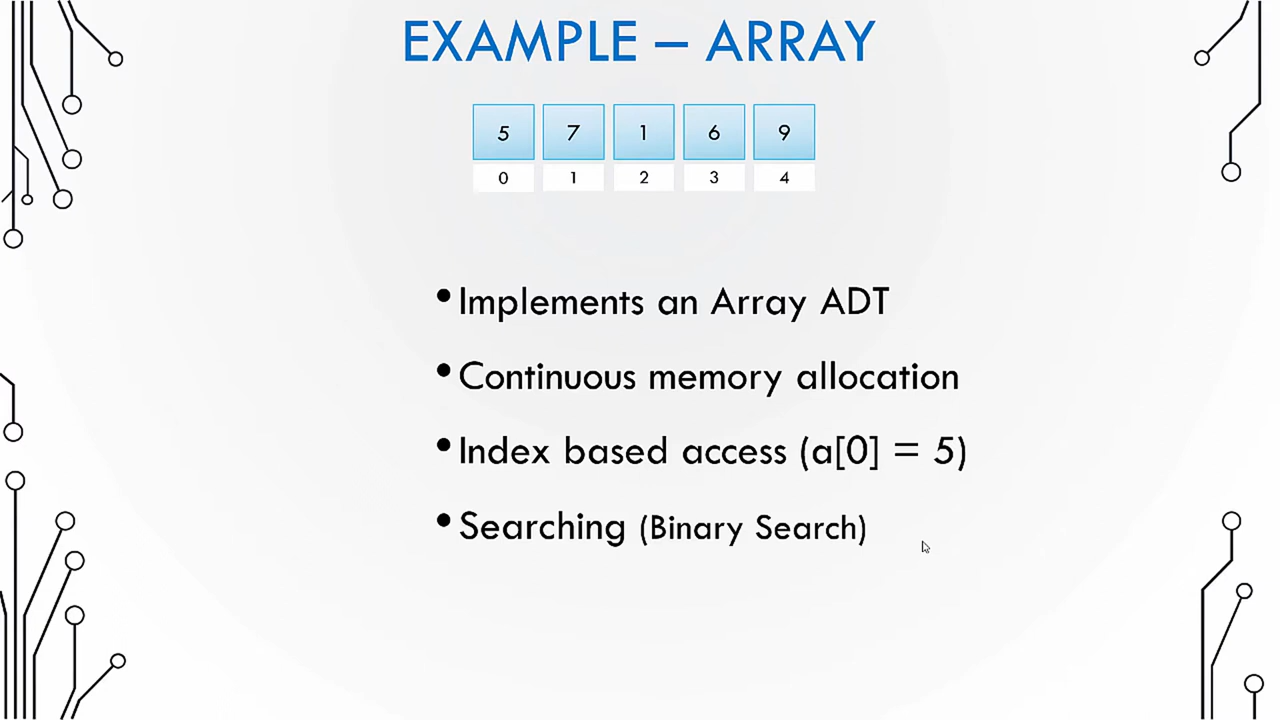 EXAMPLE – ARRAY
5 7 1 6 9
0 1 2 3 4
• Implements an Array ADT
• Continuous memory allocation
• Index based access (a[0] = 5)
• Searching (Binary Search)